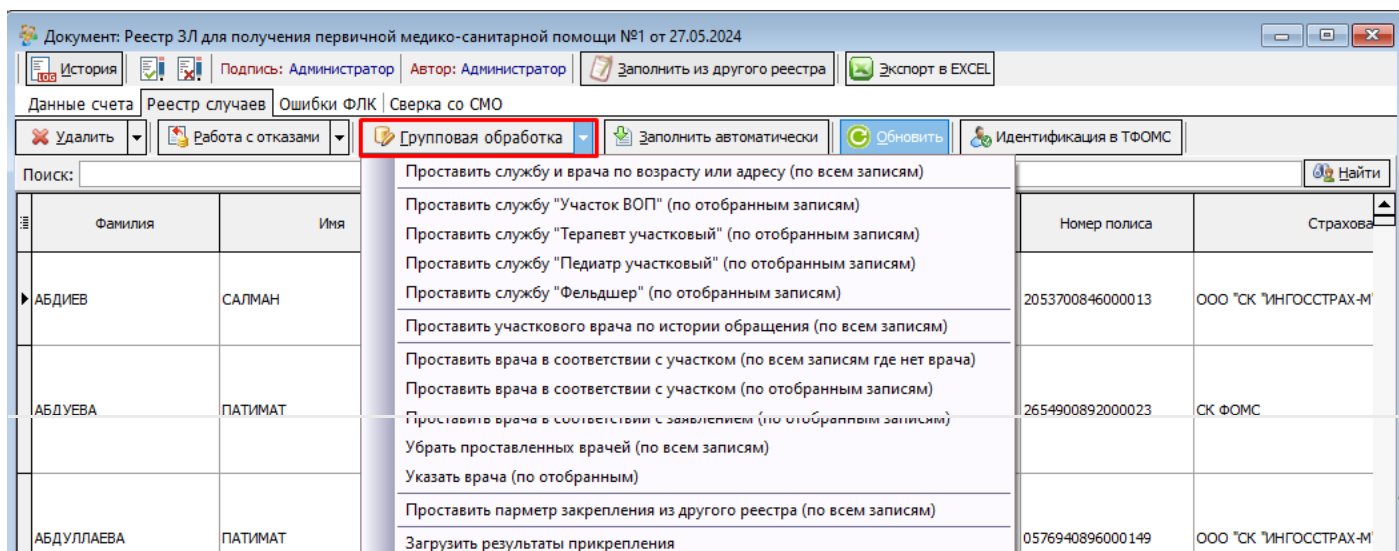 Документ: Реестр ЗЛ для получения первичной медико-санитарной помощи №1 от 27.05.2024
LOG История Подпись: Администратор Автор: Администратор Заполнить из другого реестра Экспорт в EXCEL
Данные счета Реестр случаев Ошибки ФЛК Сверка со СМО
Удалить Работа с отказами Групповая обработка Заполнить автоматически Обновить Идентификация в ТФОМС
Поиск: Найти
Фамилия Имя Номер полиса Страхова
АБДИЕВ САЛМАН 2053700846000013 ООО "СК "ИНГОССТРАХ-М"
АБДУЕВА ПАТИМАТ 2654900892000023 СК ФОМС
АБДУЛЛАЕВА ПАТИМАТ 0576940896000149 ООО "СК "ИНГОССТРАХ-М"
Проставить службу и врача по возрасту или адресу (по всем записям)
Проставить службу "Участок ВОП" (по отобранным записям)
Проставить службу "Терапевт участковый" (по отобранным записям)
Проставить службу "Педиатр участковый" (по отобранным записям)
Проставить службу "Фельдшер" (по отобранным записям)
Проставить участкового врача по истории обращения (по всем записям)
Проставить врача в соответствии с участком (по всем записям где нет врача)
Проставить врача в соответствии с участком (по отобранным записям)
Проставить врача в соответствии с заявлением (по отобранным записям)
Убрать проставленных врачей (по всем записям)
Указать врача (по отобранным)
Проставить парметр закрепления из другого реестра (по всем записям)
Загрузить результаты прикрепления